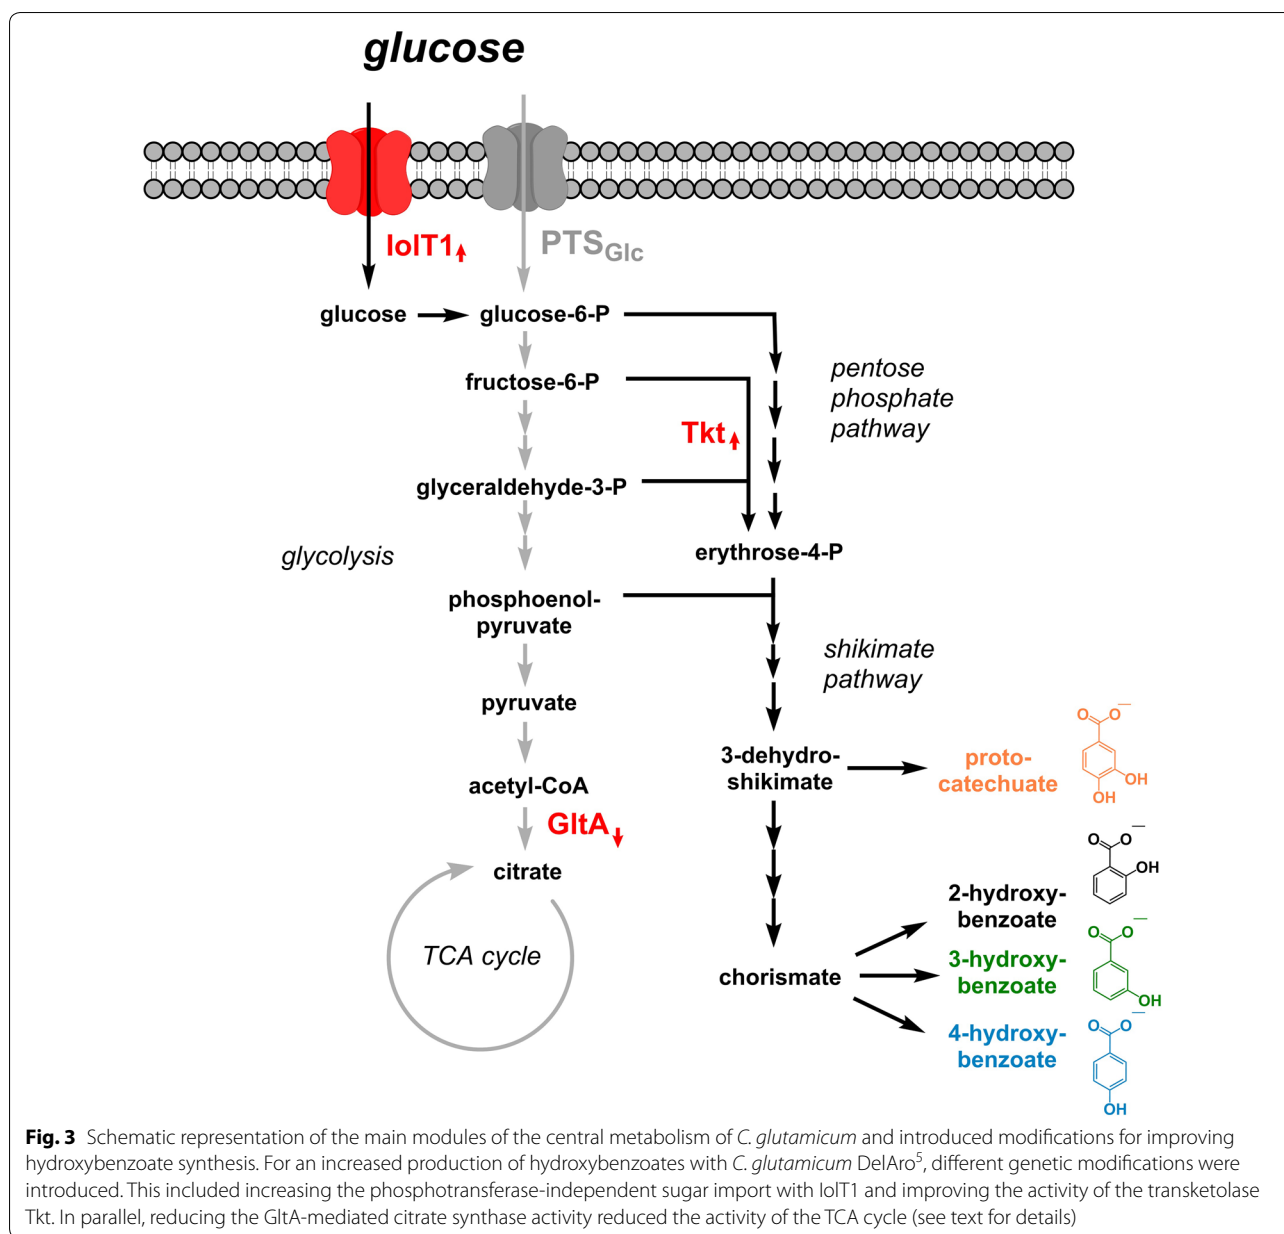 glucose
IolT1
PTSGlc
glucose
glucose-6-P
fructose-6-P
pentose
phosphate
pathway
Tkt
glyceraldehyde-3-P
glycolysis
erythrose-4-P
phosphoenol-
pyruvate
shikimate
pathway
pyruvate
3-dehydro-
shikimate
proto-
catechuate
O O
OH
OH
acetyl-CoA
GltA
citrate
TCA cycle
chorismate
2-hydroxy-
benzoate
O O
OH
3-hydroxy-
benzoate
O O
OH
4-hydroxy-
benzoate
O O
OH
Fig. 3 Schematic representation of the main modules of the central metabolism of C. glutamicum and introduced modifications for improving
hydroxybenzoate synthesis. For an increased production of hydroxybenzoates with C. glutamicum DelAro5, different genetic modifications were
introduced. This included increasing the phosphotransferase-independent sugar import with IolT1 and improving the activity of the transketolase
Tkt. In parallel, reducing the GltA-mediated citrate synthase activity reduced the activity of the TCA cycle (see text for details)